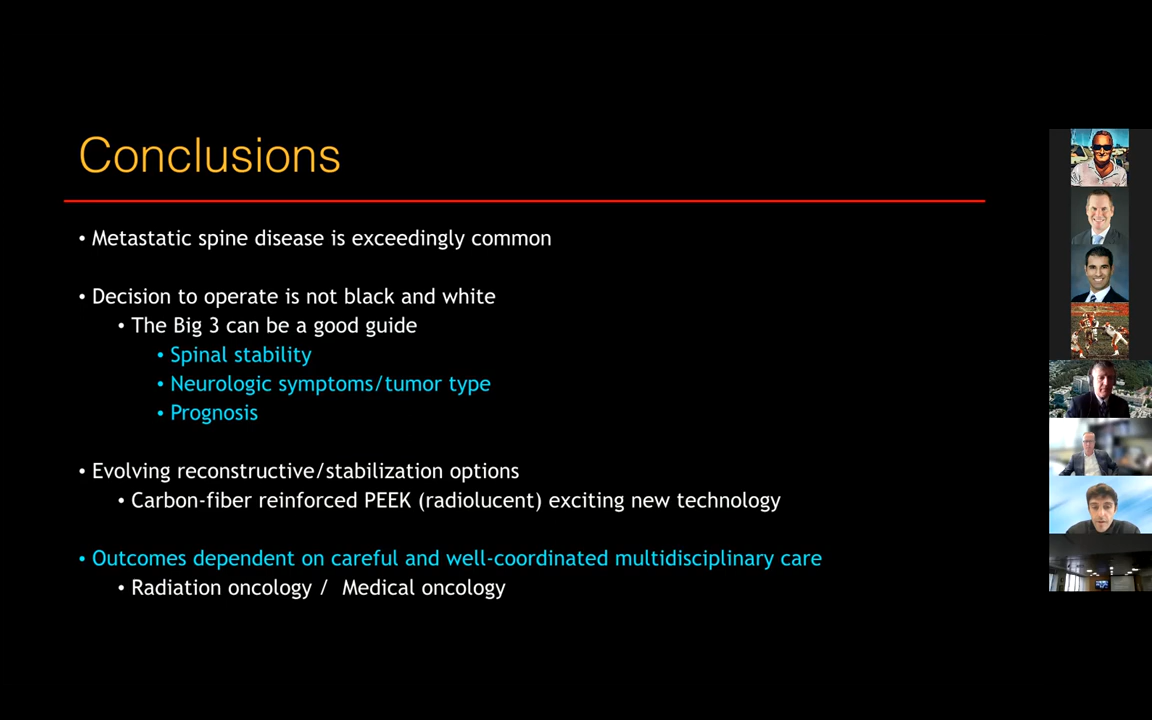 Conclusions
• Metastatic spine disease is exceedingly common
• Decision to operate is not black and white
• The Big 3 can be a good guide
• Spinal stability
• Neurologic symptoms/tumor type
• Prognosis
• Evolving reconstructive/stabilization options
• Carbon-fiber reinforced PEEK (radiolucent) exciting new technology
• Outcomes dependent on careful and well-coordinated multidisciplinary care
• Radiation oncology / Medical oncology